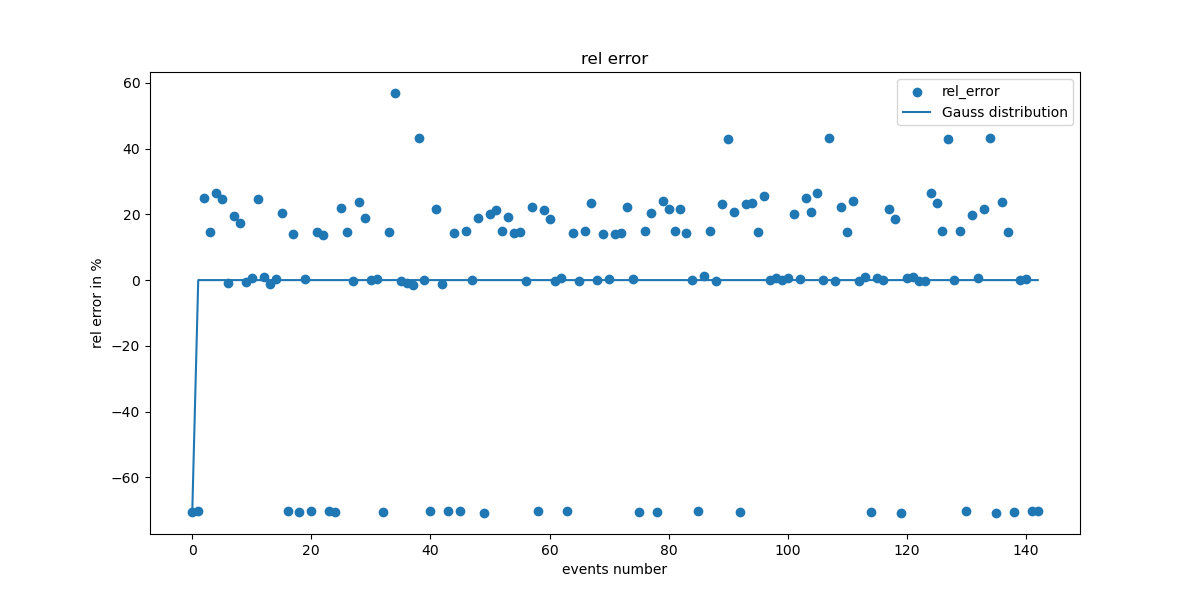 rel error
60
40
20
0
−20
−40
−60
rel error in %
rel_error
Gauss distribution
0 20 40 60 80 100 120 140
events number